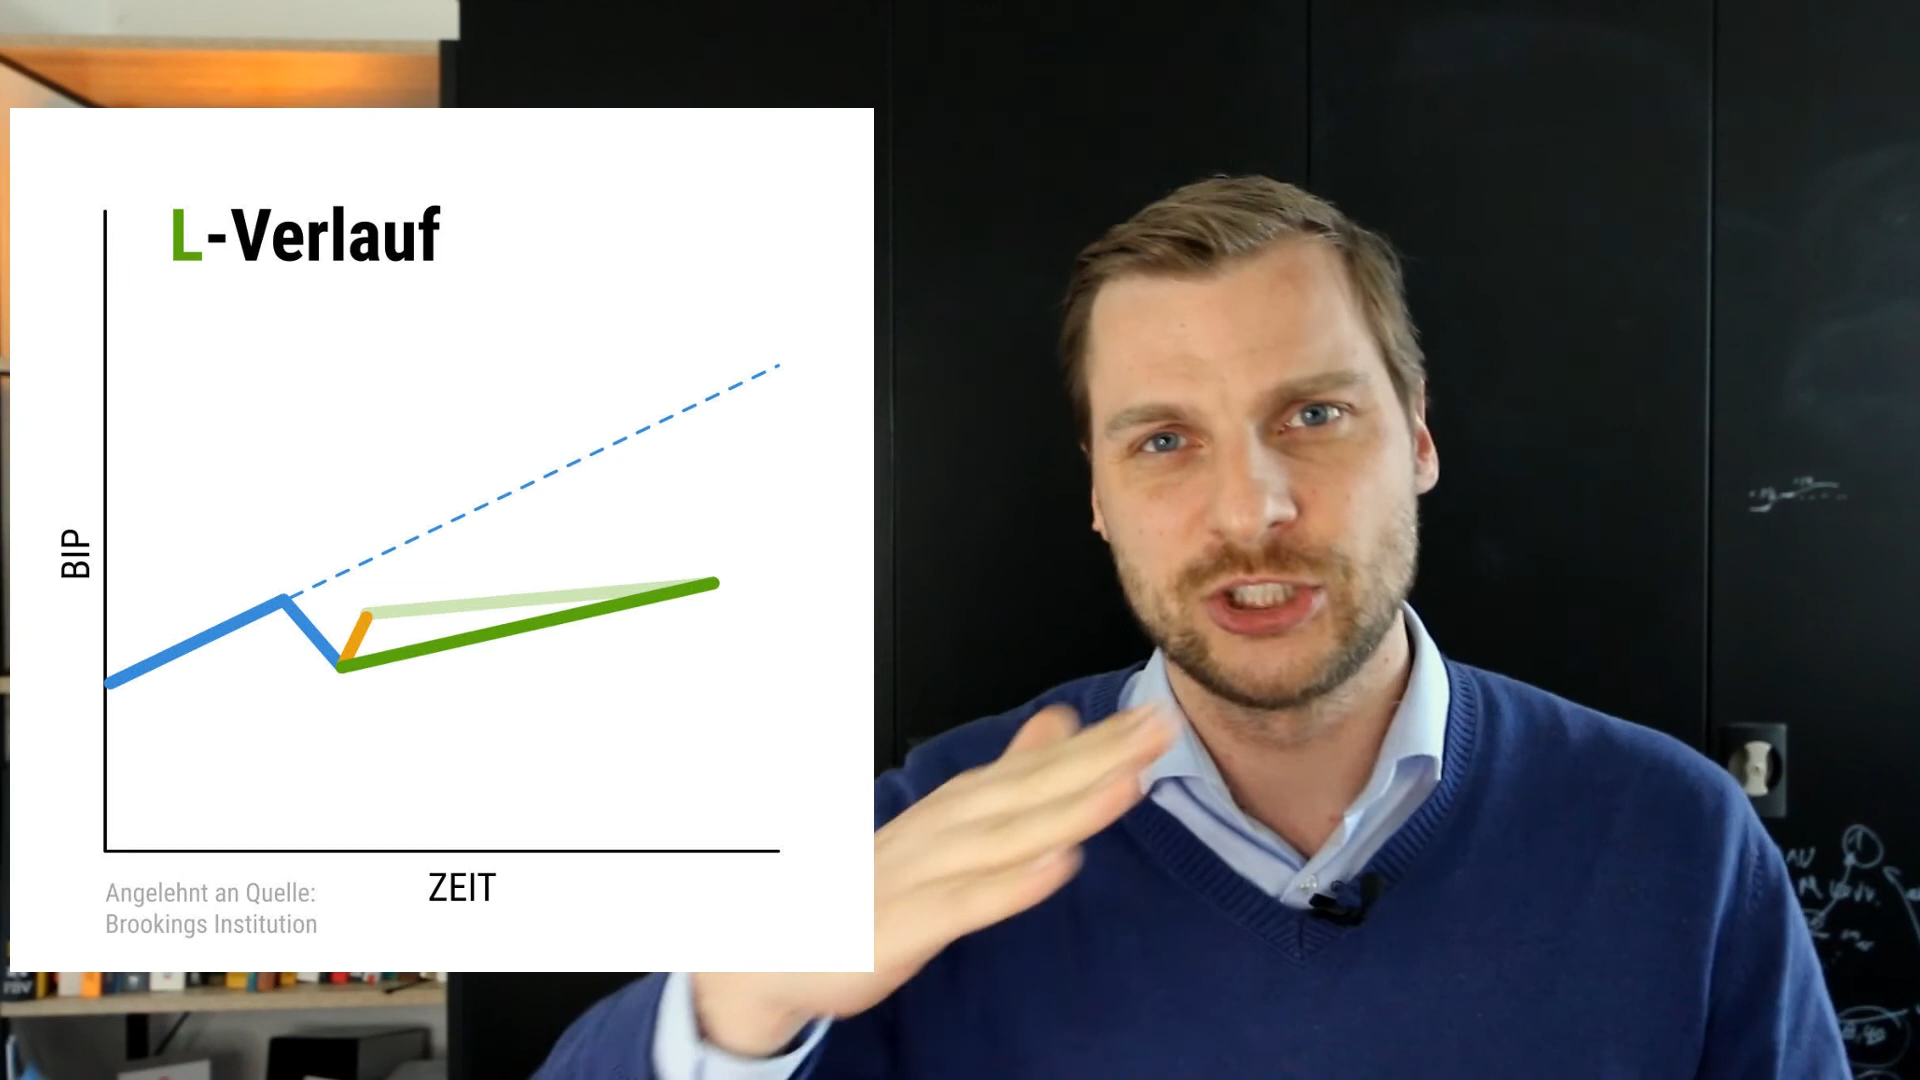 L-Verlauf
BIP
ZEIT
Angelehnt an Quelle:
Brookings Institution